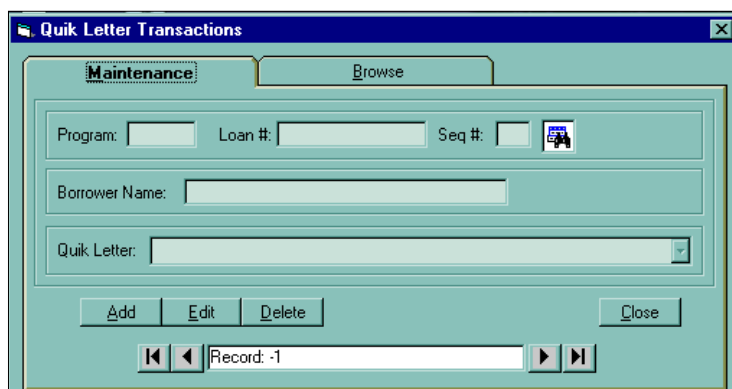 Quik Letter Transactions
Maintenance Browse
Program: Loan #: Seq #:
Borrower Name:
Quik Letter:
Add Edit Delete Close
Record: -1